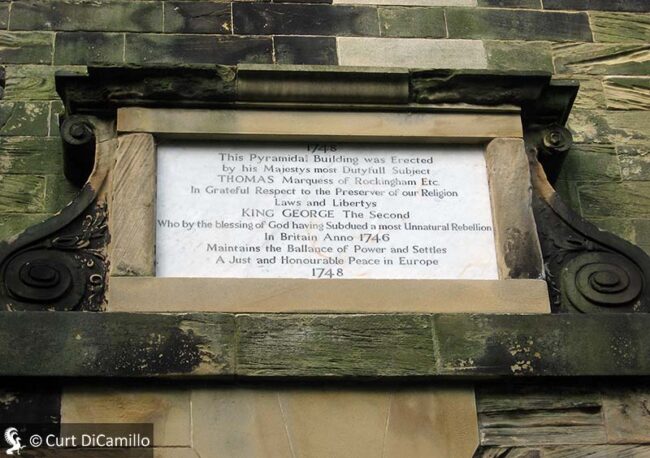 1748
This Pyramidal Building was Erected
by his Majestys most Dutyfull Subject
THOMAS Marquess of Rockingham Etc.
In Grateful Respect to the Preserver of our Religion
Laws and Libertys
KING GEORGE The Second
Who by the blessing of God having Subdued a most Unnatural Rebellion
In Britain Anno 1746
Maintains the Ballance of Power and Settles
A Just and Honourable Peace in Europe
1748
© Curt DiCamillo